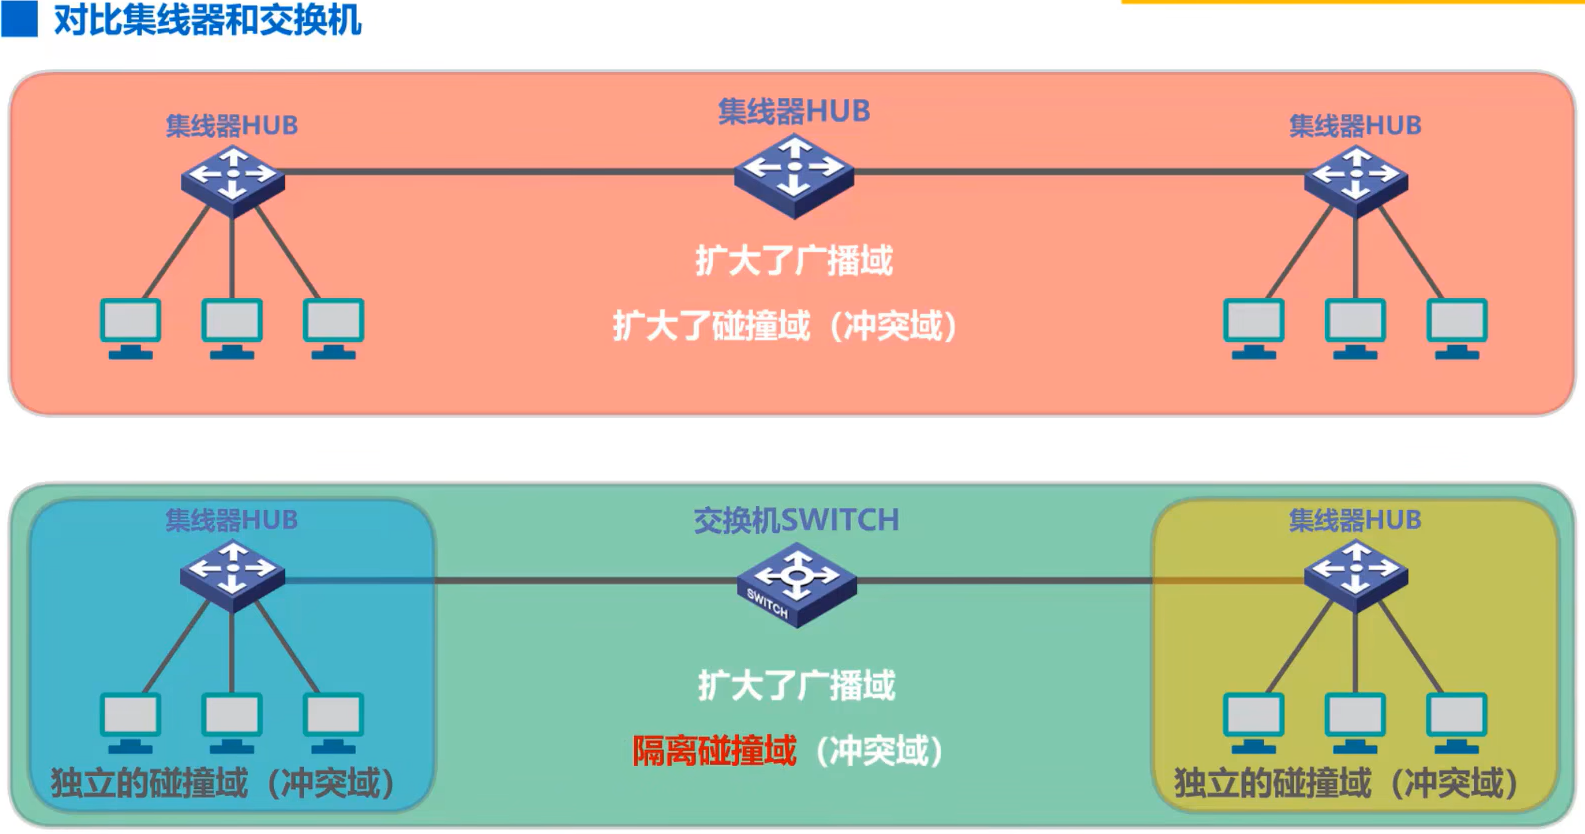 对比集线器和交换机
集线器HUB
集线器HUB
集线器HUB
扩大了广播域
扩大了碰撞域（冲突域）
集线器HUB
交换机SWITCH
集线器HUB
SWITCH
扩大了广播域
隔离碰撞域（冲突域）
独立的碰撞域（冲突域）
独立的碰撞域（冲突域）